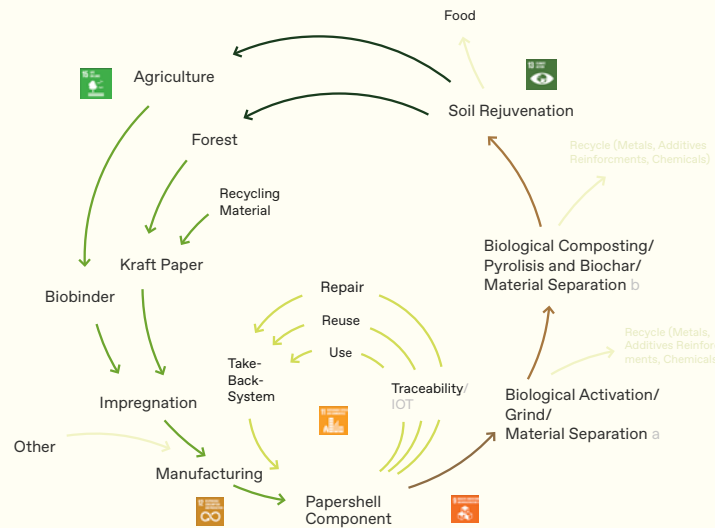 Food
Agriculture
Soil Rejuvenation
Forest
Recycle (Metals, Additives
Reinforcments, Chemicals)
Recycling
Material
Kraft Paper
Biological Composting/
Pyrolisis and Biochar/
Material Separation b
Biobinder
Repair
Reuse
Use
Recycle (Metals,
Additives Reinfor
ments, Chemicals
Take-
Back-
System
Traceability/
IOT
Biological Activation/
Grind/
Material Separation a
Impregnation
Other
Manufacturing
Papershell
Component